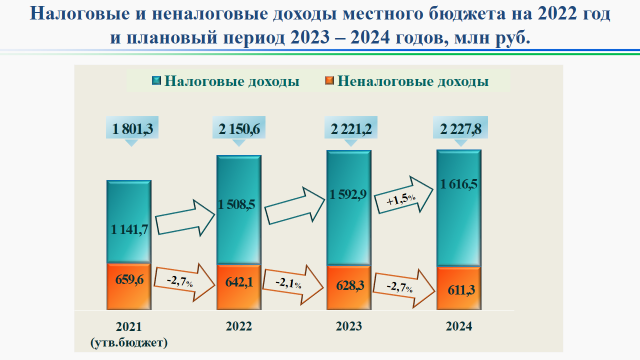 Налоговые и неналоговые доходы местного бюджета на 2022 год
и плановый период 2023 – 2024 годов, млн руб.
Налоговые доходы Неналоговые доходы
1 801,3 2 150,6 2 221,2 2 227,8
1 141,7 1 508,5 1 592,9 +1,5% 1 616,5
659,6 -2,7% 642,1 -2,1% 628,3 -2,7% 611,3
2021 2022 2023 2024
(утв.бюджет)